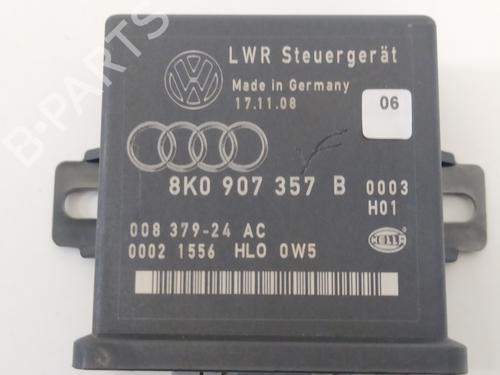 LWR Steuergerät
Made in Germany
17.11.08
06
8K0 907 357 B 0003
H01
008 379-24 AC
0002 1556 HLO 0W5
HELLA
B-PARTS